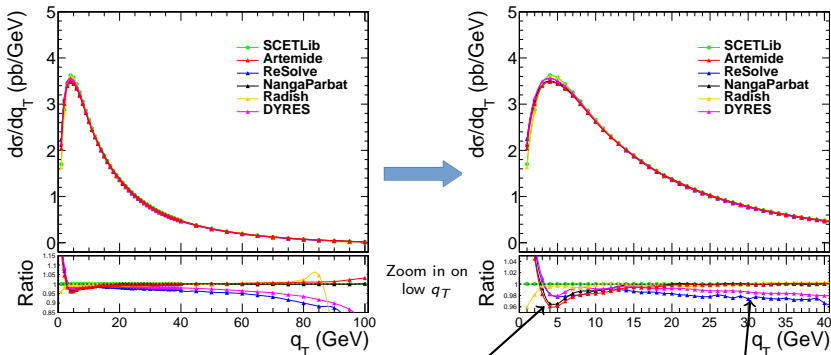 dσ/dq_T (pb/GeV)
5
4
3
2
1
0
SCETLib
Artemide
ReSolve
NangaParbat
Radish
DYRES
Ratio
1.15
1.1
1.05
1
0.95
0.9
0.85
0 20 40 60 80 100
q_T (GeV)
Zoom in on
low q_T
dσ/dq_T (pb/GeV)
5
4
3
2
1
0
SCETLib
Artemide
ReSolve
NangaParbat
Radish
DYRES
Ratio
1.04
1.02
1
0.98
0.96
0 5 10 15 20 25 30 35 40
q_T (GeV)